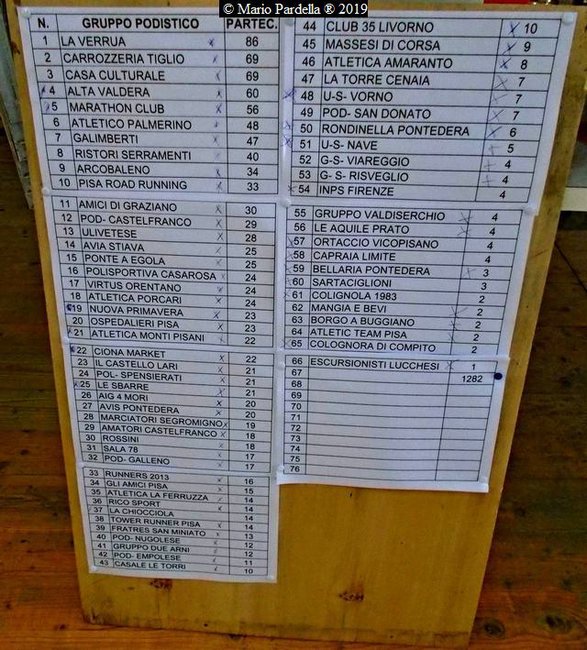 © Mario Pardella ® 2019
N. GRUPPO PODISTICO PARTEC.
1 LA VERRUA 86
2 CARROZZERIA TIGLIO 69
3 CASA CULTURALE 69
4 ALTA VALDERA 60
5 MARATHON CLUB 56
6 ATLETICO PALMERINO 48
7 GALIMBERTI 47
8 RISTORI SERRAMENTI 40
9 ARCOBALENO 34
10 PISA ROAD RUNNING 33
11 AMICI DI GRAZIANO 30
12 POD- CASTELFRANCO 29
13 ULIVETESE 28
14 AVIA STIAVA 25
15 PONTE A EGOLA 25
16 POLISPORTIVA CASAROSA 24
17 VIRTUS ORENTANO 24
18 ATLETICA PORCARI 24
19 NUOVA PRIMAVERA 23
20 OSPEDALIERI PISA 23
21 ATLETICA MONTI PISANI 22
22 CIONA MARKET 22
23 IL CASTELLO LARI 21
24 POL- SPENSIERATI 21
25 LE SBARRE 21
26 AIG 4 MORI 20
27 AVIS PONTEDERA 20
28 MARCIATORI SEGROMIGNO 19
29 AMATORI CASTELFRANCO 18
30 ROSSINI 18
31 SALA 78 17
32 POD- GALLENO 17
33 RUNNERS 2013 16
34 GLI AMICI PISA 15
35 ATLETICA LA FERRUZZA 14
36 RICO SPORT 14
37 LA CHIOCCIOLA 14
38 TOWER RUNNER PISA 14
39 FRATRES SAN MINIATO 13
40 POD- NUGOLESE 12
41 GRUPPO DUE ARNI 12
42 POD- EMPOLESE 11
43 CASALE LE TORRI 10
44 CLUB 35 LIVORNO 10
45 MASSESI DI CORSA 9
46 ATLETICA AMARANTO 8
47 LA TORRE CENAIA 7
48 U-S- VORNO 7
49 POD- SAN DONATO 7
50 RONDINELLA PONTEDERA 6
51 U-S- NAVE 5
52 G-S- VIAREGGIO 4
53 G- S- RISVEGLIO 4
54 INPS FIRENZE 4
55 GRUPPO VALDISERCHIO 4
56 LE AQUILE PRATO 4
57 ORTACCIO VICOPISANO 4
58 CAPRAIA LIMITE 4
59 BELLARIA PONTEDERA 3
60 SARTACIGLIONI 3
61 COLIGNOLA 1983 2
62 MANGIA E BEVI 2
63 BORGO A BUGGIANO 2
64 ATLETIC TEAM PISA 2
65 COLOGNORA DI COMPITO 2
66 ESCURSIONISTI LUCCHESI 1
67 1282
68
69
70
71
72
73
74
75
76